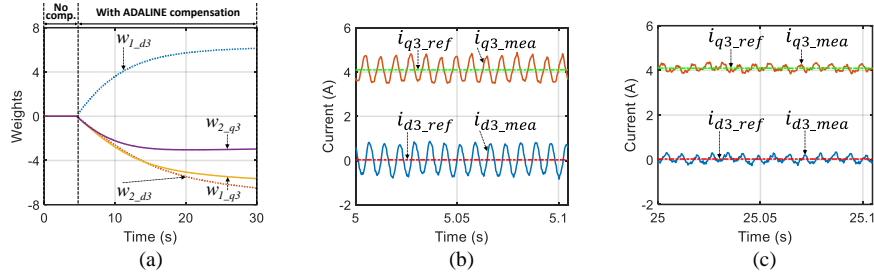 No comp.
With ADALINE compensation
8
4
0
-4
-8
Weights
w1_d3
w2_q3
w2_d3
w1_q3
0
10
20
30
Time (s)
(a)
6
4
2
0
-2
Current (A)
iq3_ref
iq3_mea
id3_ref
id3_mea
5
5.05
5.1
Time (s)
(b)
6
4
2
0
-2
Current (A)
iq3_ref
iq3_mea
id3_ref
id3_mea
25
25.05
25.1
Time (s)
(c)